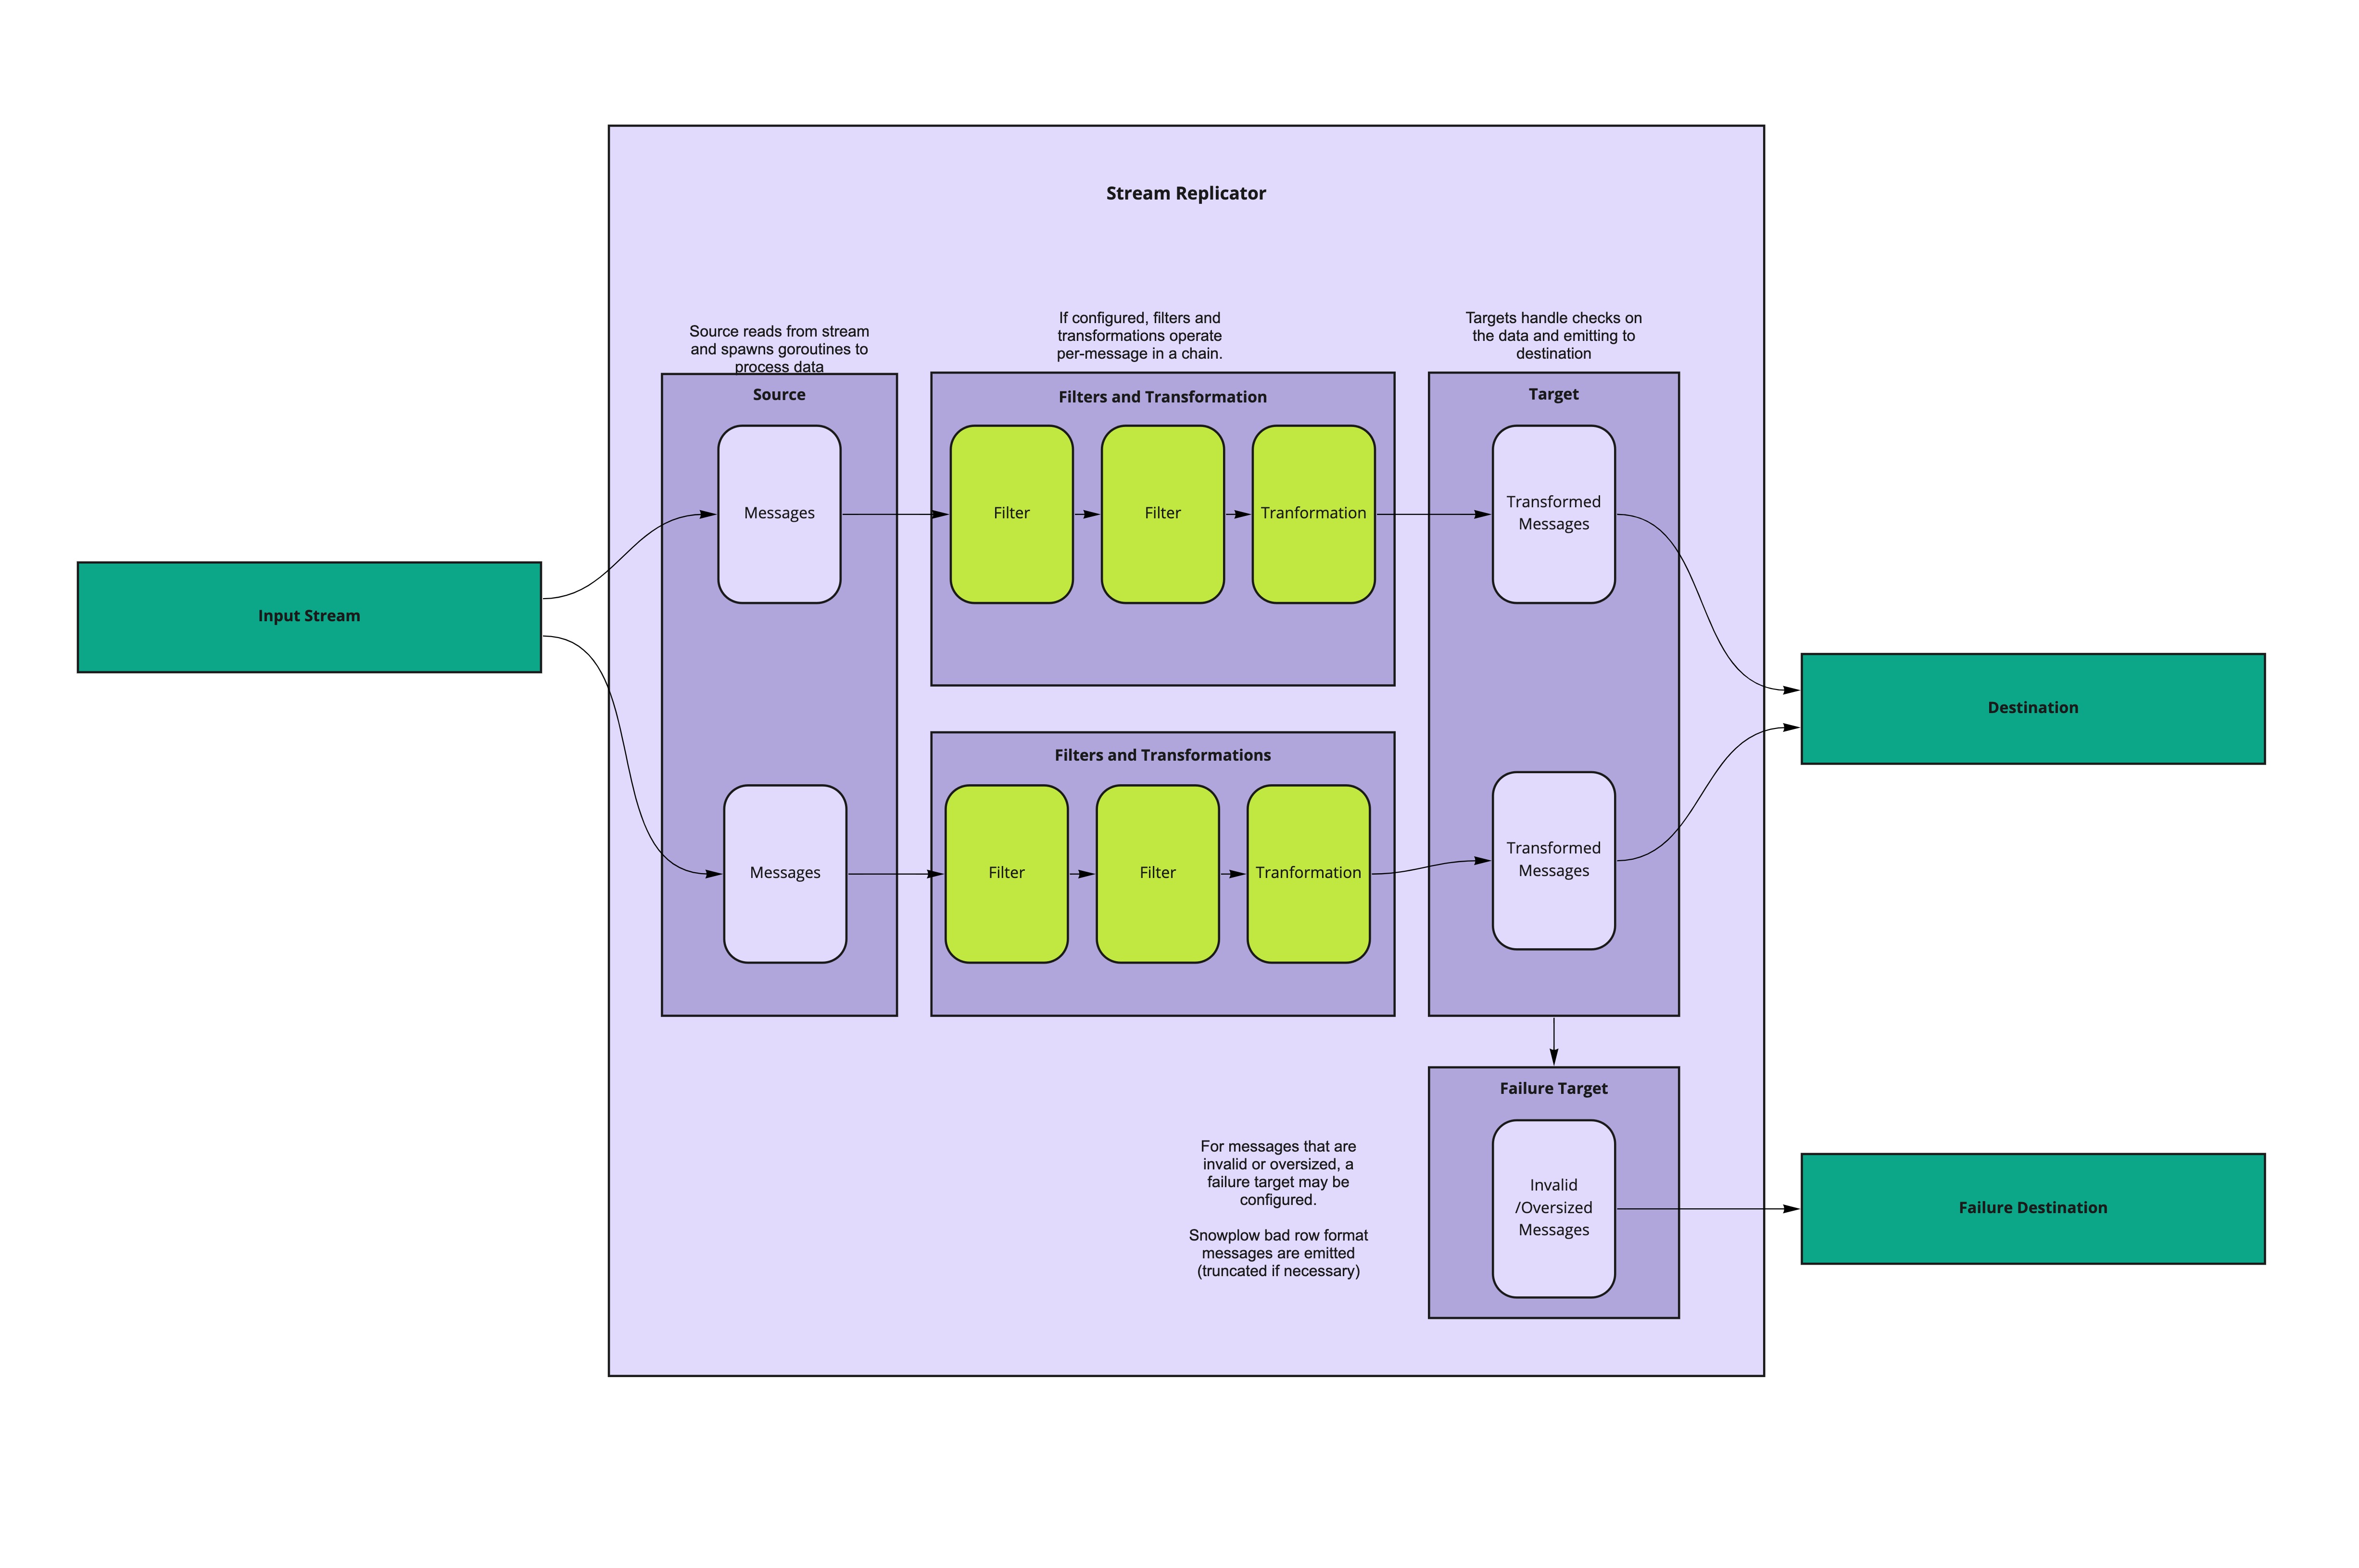 Stream Replicator
Source reads from stream
and spawns goroutines to
process data
If configured, filters and
transformations operate
per-message in a chain.
Targets handle checks on
the data and emitting to
destination
Source
Filters and Transformation
Target
Messages
Filter
Filter
Tranformation
Transformed
Messages
Input Stream
Destination
Filters and Transformations
Messages
Filter
Filter
Tranformation
Transformed
Messages
Failure Target
For messages that are
invalid or oversized, a
failure target may be
configured.
Snowplow bad row format
messages are emitted
(truncated if necessary)
Invalid
/Oversized
Messages
Failure Destination